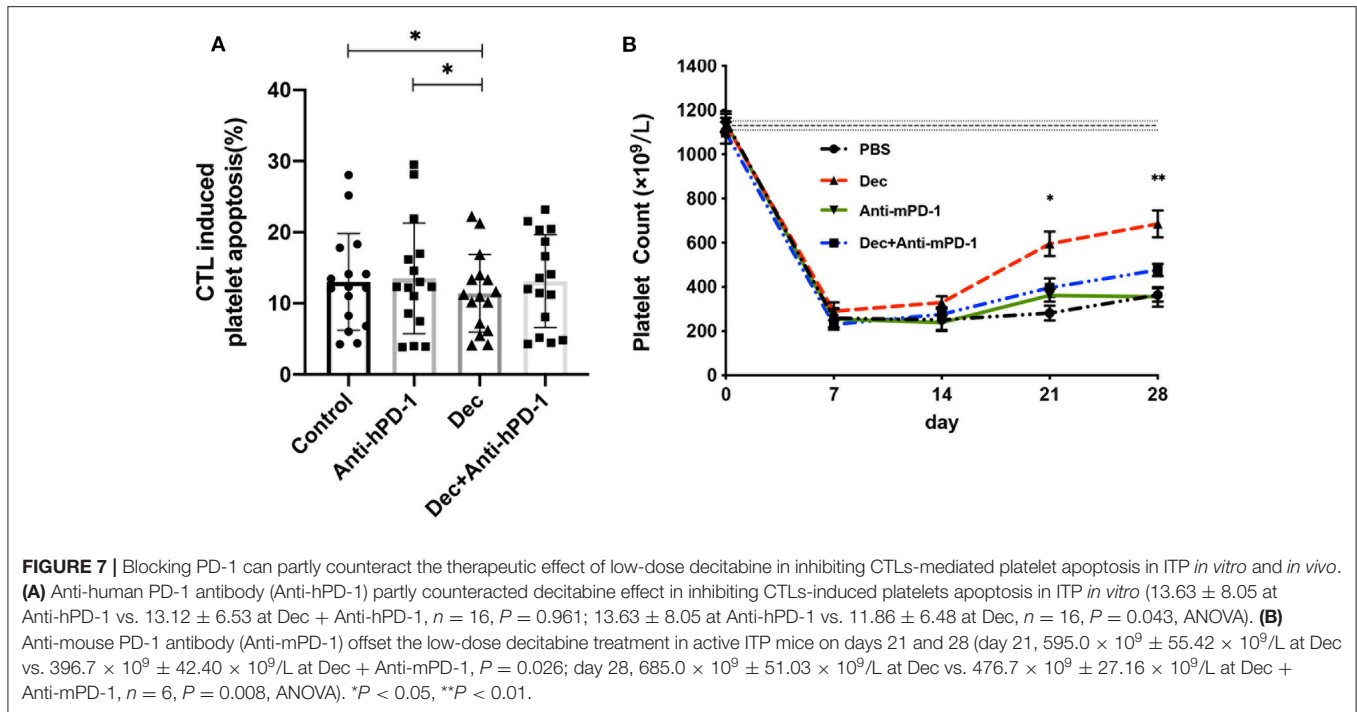 A
*
*
CTL induced
platelet apoptosis(%)
40
30
20
10
0
Control
Anti-hPD-1
Dec
Dec+Anti-hPD-1
B
Platelet Count (×10⁹/L)
1400
1200
1000
800
600
400
200
0
PBS
Dec
Anti-mPD-1
Dec+Anti-mPD-1
*
**
0 7 14 21 28
day
FIGURE 7 | Blocking PD-1 can partly counteract the therapeutic effect of low-dose decitabine in inhibiting CTLs-mediated platelet apoptosis in ITP in vitro and in vivo.
(A) Anti-human PD-1 antibody (Anti-hPD-1) partly counteracted decitabine effect in inhibiting CTLs-induced platelets apoptosis in ITP in vitro (13.63 ± 8.05 at
Anti-hPD-1 vs. 13.12 ± 6.53 at Dec + Anti-hPD-1, n = 16, P = 0.961; 13.63 ± 8.05 at Anti-hPD-1 vs. 11.86 ± 6.48 at Dec, n = 16, P = 0.043, ANOVA). (B)
Anti-mouse PD-1 antibody (Anti-mPD-1) offset the low-dose decitabine treatment in active ITP mice on days 21 and 28 (day 21, 595.0 × 10⁹ ± 55.42 × 10⁹/L at Dec
vs. 396.7 × 10⁹ ± 42.40 × 10⁹/L at Dec + Anti-mPD-1, P = 0.026; day 28, 685.0 × 10⁹ ± 51.03 × 10⁹/L at Dec vs. 476.7 × 10⁹ ± 27.16 × 10⁹/L at Dec +
Anti-mPD-1, n = 6, P = 0.008, ANOVA). *P < 0.05, **P < 0.01.